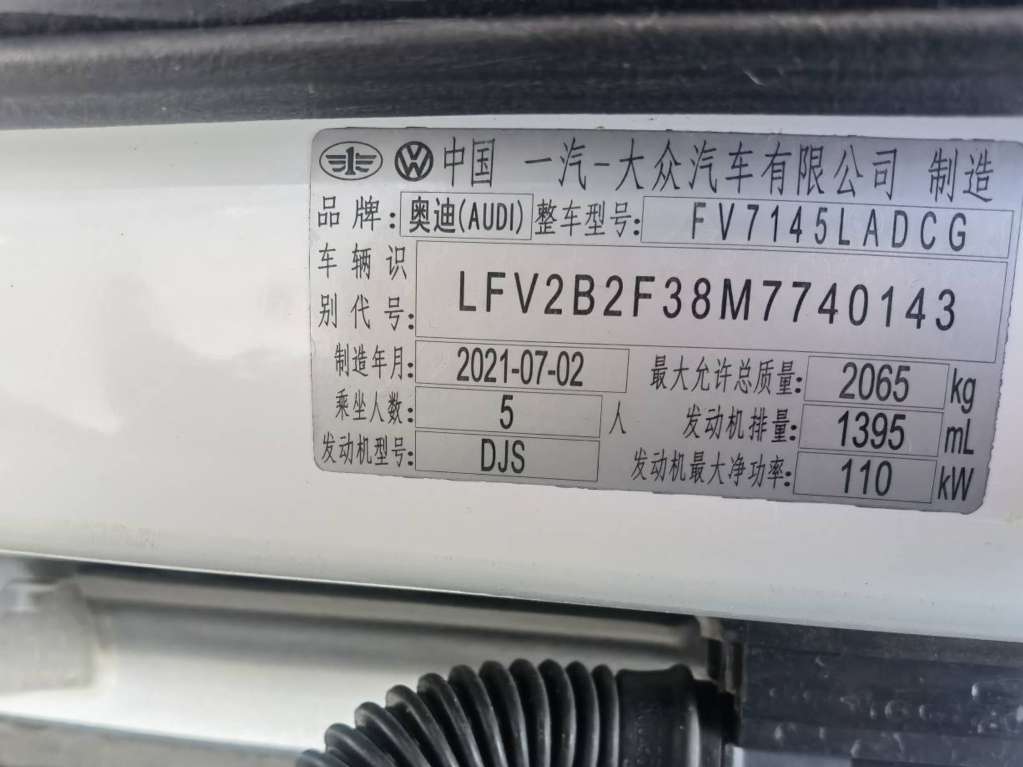 中国 一汽-大众汽车有限公司 制造
品牌: 奥迪(AUDI) 整车型号: FV7145LADCG
车辆识别代号: LFV2B2F38M7740143
制造年月: 2021-07-02 最大允许总质量: 2065 kg
乘坐人数: 5 人 发动机排量: 1395 mL
发动机型号: DJS 发动机最大净功率: 110 kW